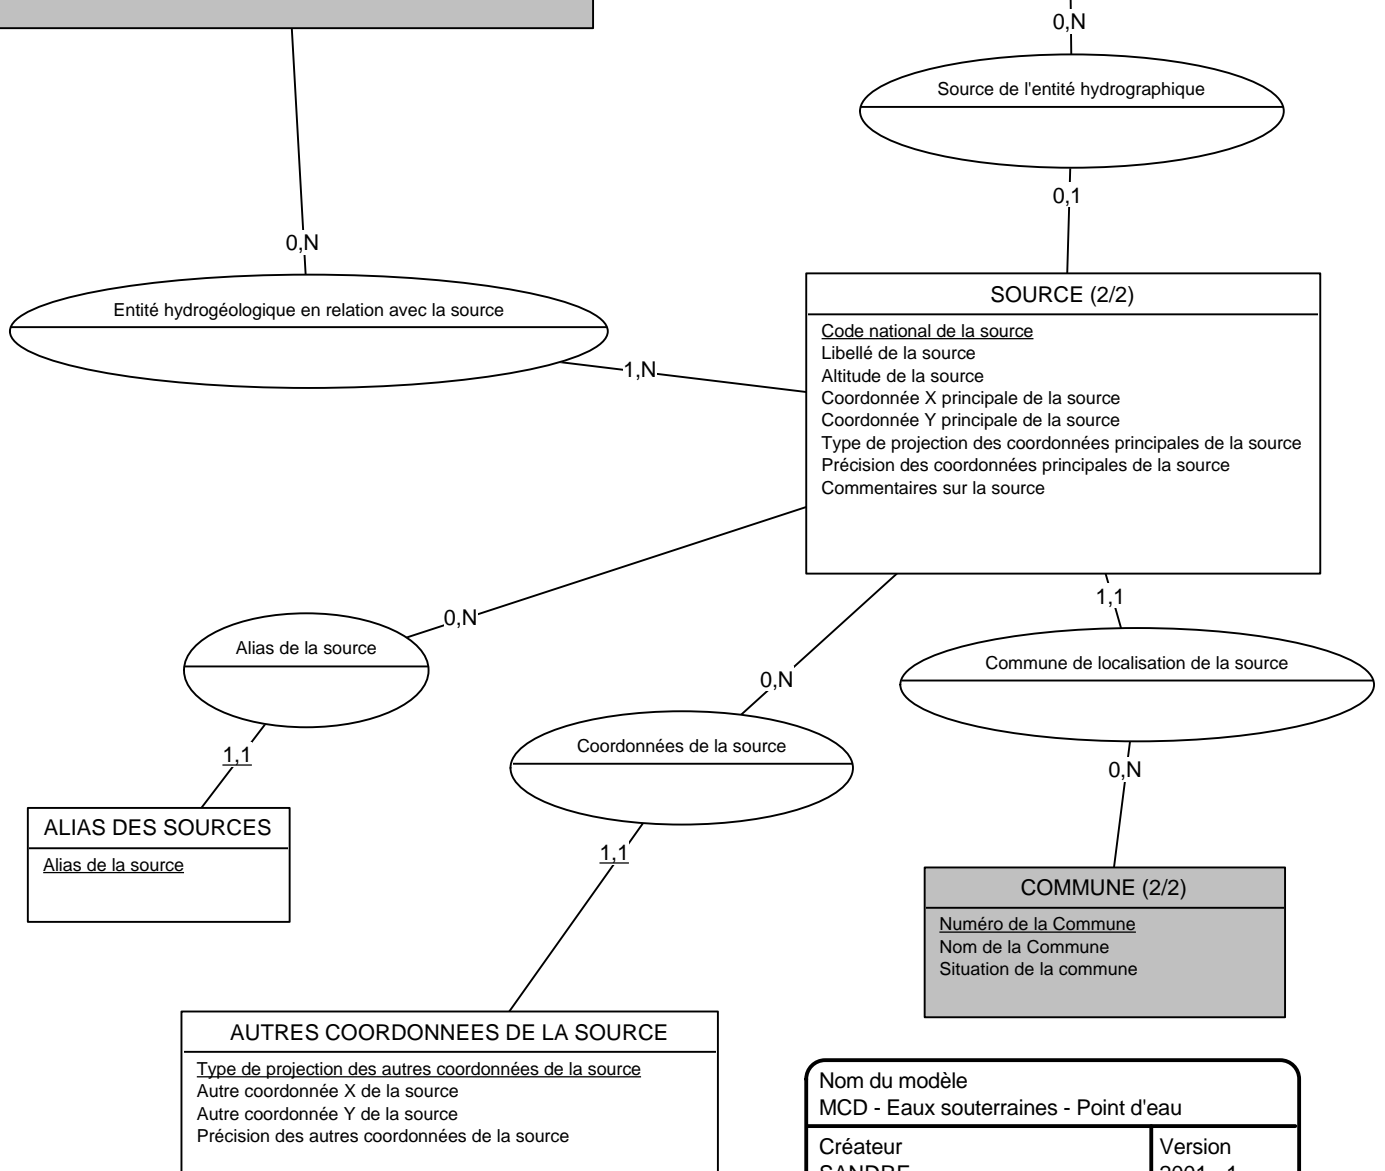 0,N
Source de l'entité hydrographique
0,1
0,N
Entité hydrogéologique en relation avec la source
1,N
SOURCE (2/2)
Code national de la source
Libellé de la source
Altitude de la source
Coordonnée X principale de la source
Coordonnée Y principale de la source
Type de projection des coordonnées principales de la source
Précision des coordonnées principales de la source
Commentaires sur la source
0,N
Alias de la source
1,1
ALIAS DES SOURCES
Alias de la source
0,N
Coordonnées de la source
1,1
AUTRES COORDONNEES DE LA SOURCE
Type de projection des autres coordonnées de la source
Autre coordonnée X de la source
Autre coordonnée Y de la source
Précision des autres coordonnées de la source
1,1
Commune de localisation de la source
0,N
COMMUNE (2/2)
Numéro de la Commune
Nom de la Commune
Situation de la commune
Nom du modèle
MCD - Eaux souterraines - Point d'eau
Créateur
SANDRE
Version
2001 - 1